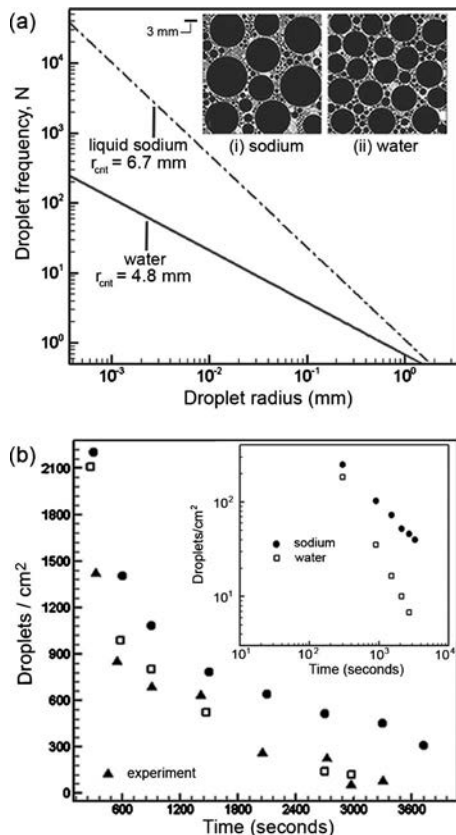 (a)
3 mm
Droplet frequency, N
10⁴
10³
10²
10¹
10⁰
(i) sodium
(ii) water
liquid sodium
r_cnt = 6.7 mm
water
r_cnt = 4.8 mm
10⁻³
10⁻²
10⁻¹
10⁰
Droplet radius (mm)
(b)
Droplets / cm²
2100
1800
1500
1200
900
600
300
0
Droplets/cm²
10²
10¹
sodium
water
10¹
10²
10³
10⁴
Time (seconds)
experiment
600
1200
1800
2400
3000
3600
Time (seconds)